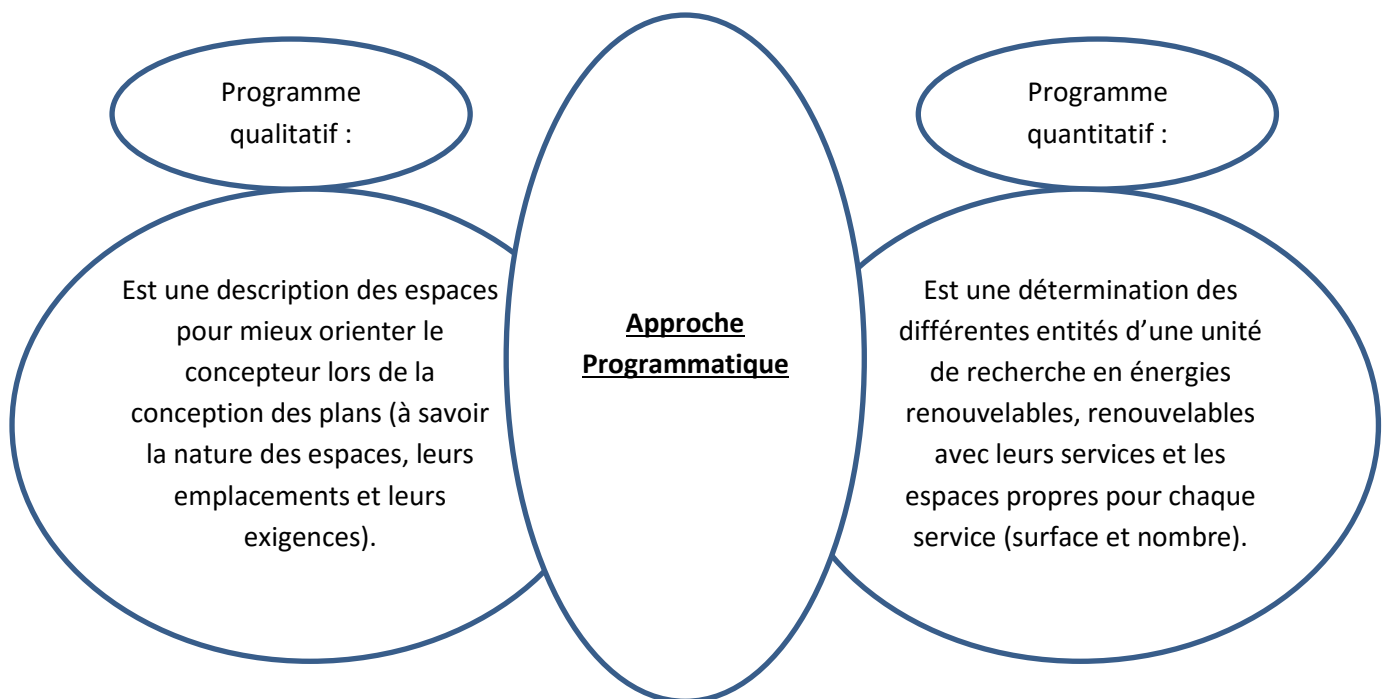 Programme
qualitatif :
Est une description des espaces
pour mieux orienter le
concepteur lors de la
conception des plans (à savoir
la nature des espaces, leurs
emplacements et leurs
exigences).
Approche
Programmatique
Programme
quantitatif :
Est une détermination des
différentes entités d’une unité
de recherche en énergies
renouvelables, renouvelables
avec leurs services et les
espaces propres pour chaque
service (surface et nombre).